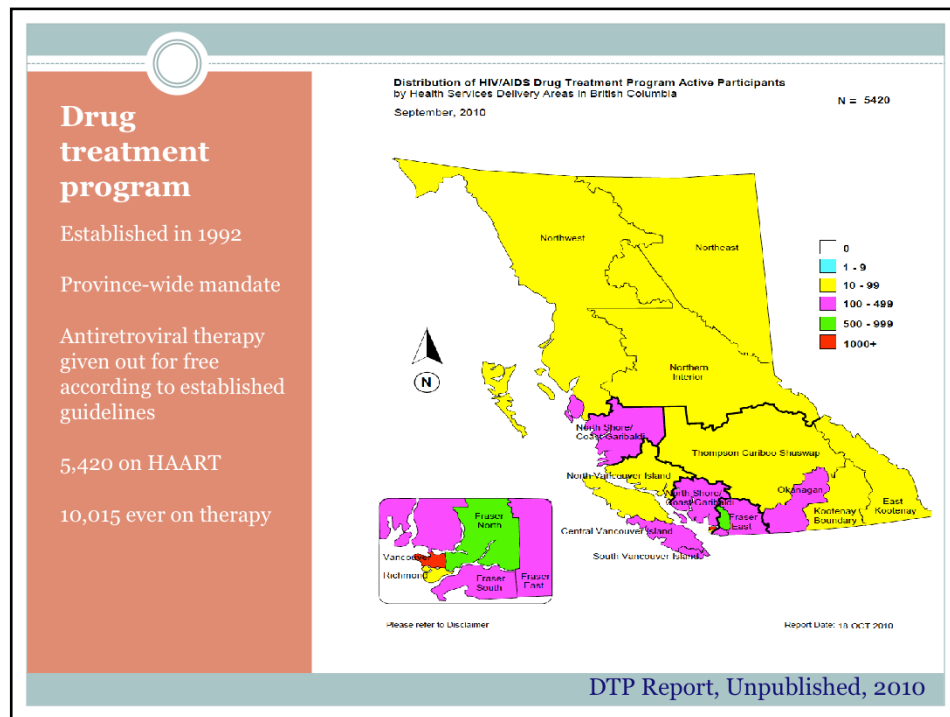 Drug
treatment
program
Established in 1992
Province-wide mandate
Antiretroviral therapy
given out for free
according to established
guidelines
5,420 on HAART
10,015 ever on therapy
Distribution of HIV/AIDS Drug Treatment Program Active Participants
by Health Services Delivery Areas in British Columbia
September, 2010
N = 5420
Northwest
Northeast
0
1 - 9
10 - 99
100 - 499
500 - 999
1000+
N
Northern
Interior
North Shore/
Coast Garibaldi
Thompson Cariboo Shuswap
North Vancouver Island
North Shore/
Coast Garibaldi
Okanagan
East
Kootenay
Kootenay
Boundary
Fraser
East
Central Vancouver Island
South Vancouver Island
Fraser
North
Vancouver
Richmond
Fraser
South
Fraser
East
Please refer to Disclaimer
Report Date: 18 OCT 2010
DTP Report, Unpublished, 2010